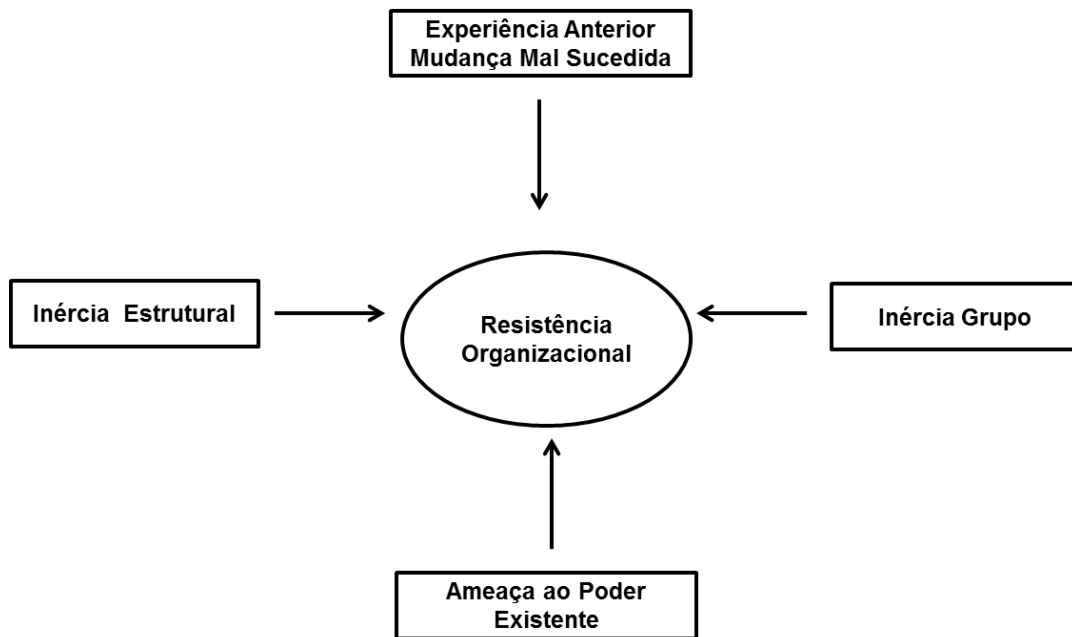 Experiência Anterior
Mudança Mal Sucedida
Inércia Estrutural
Resistência
Organizacional
Inércia Grupo
Ameaça ao Poder
Existente